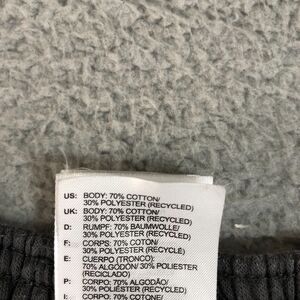 US: BODY: 70% COTTON/
30% POLYESTER (RECYCLED)
UK: BODY: 70% COTTON/
30% POLYESTER (RECYCLED)
D: RUMPF: 70% BAUMWOLLE/
30% POLYESTER (RECYCELT)
F: CORPS: 70% COTON/
30% POLYESTER (RECYCLÉ)
E: CUERPO (TRONCO):
70% ALGODÓN/ 30% POLIESTER
(RECICLADO)
P: CORPO: 70% ALGODÃO/
30% POLIÉSTER (RECICLADO)
I: CORPO: 70% COTONE/